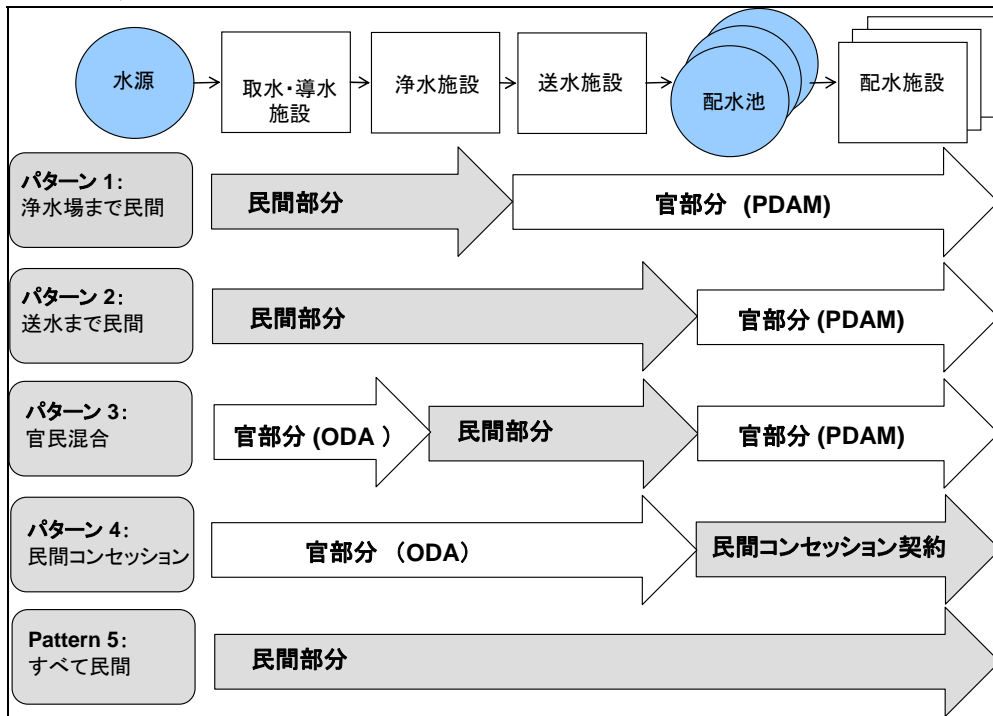 水源
取水・導水
施設
浄水施設
送水施設
配水池
配水施設
パターン 1：
浄水場まで民間
民間部分
官部分 (PDAM)
パターン 2：
送水まで民間
民間部分
官部分 (PDAM)
パターン 3：
官民混合
官部分 (ODA ）
民間部分
官部分 (PDAM)
パターン 4：
民間コンセッション
官部分 （ODA）
民間コンセッション契約
Pattern 5：
すべて民間
民間部分